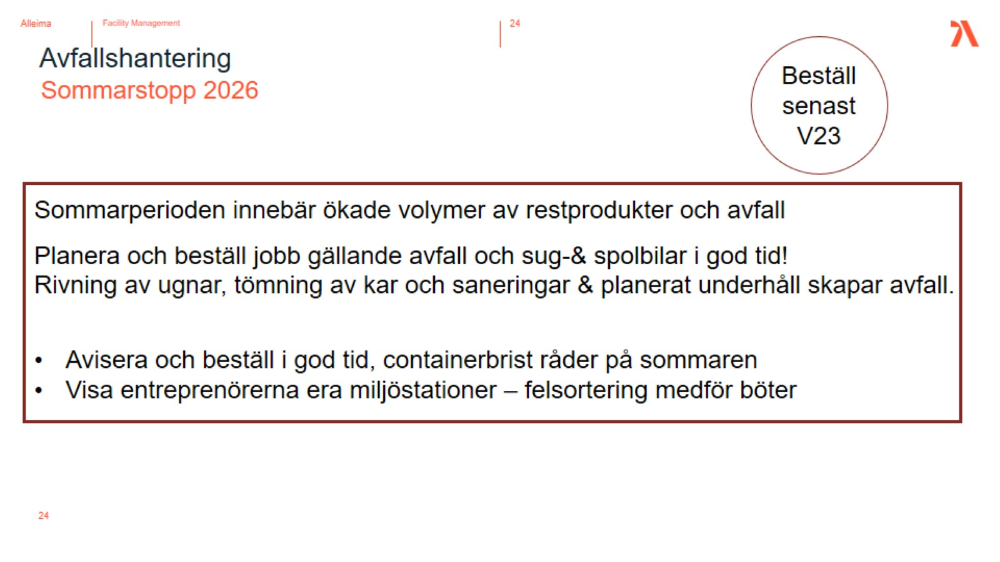 Alleima
Facility Management
24
Avfallshantering
Sommarstopp 2026
Beställ
senast
V23
Sommarperioden innebär ökade volymer av restprodukter och avfall
Planera och beställ jobb gällande avfall och sug-& spolbilar i god tid!
Rivning av ugnar, tömning av kar och saneringar & planerat underhåll skapar avfall.
• Avisera och beställ i god tid, containerbrist råder på sommaren
• Visa entreprenörerna era miljöstationer – felsortering medför böter
24